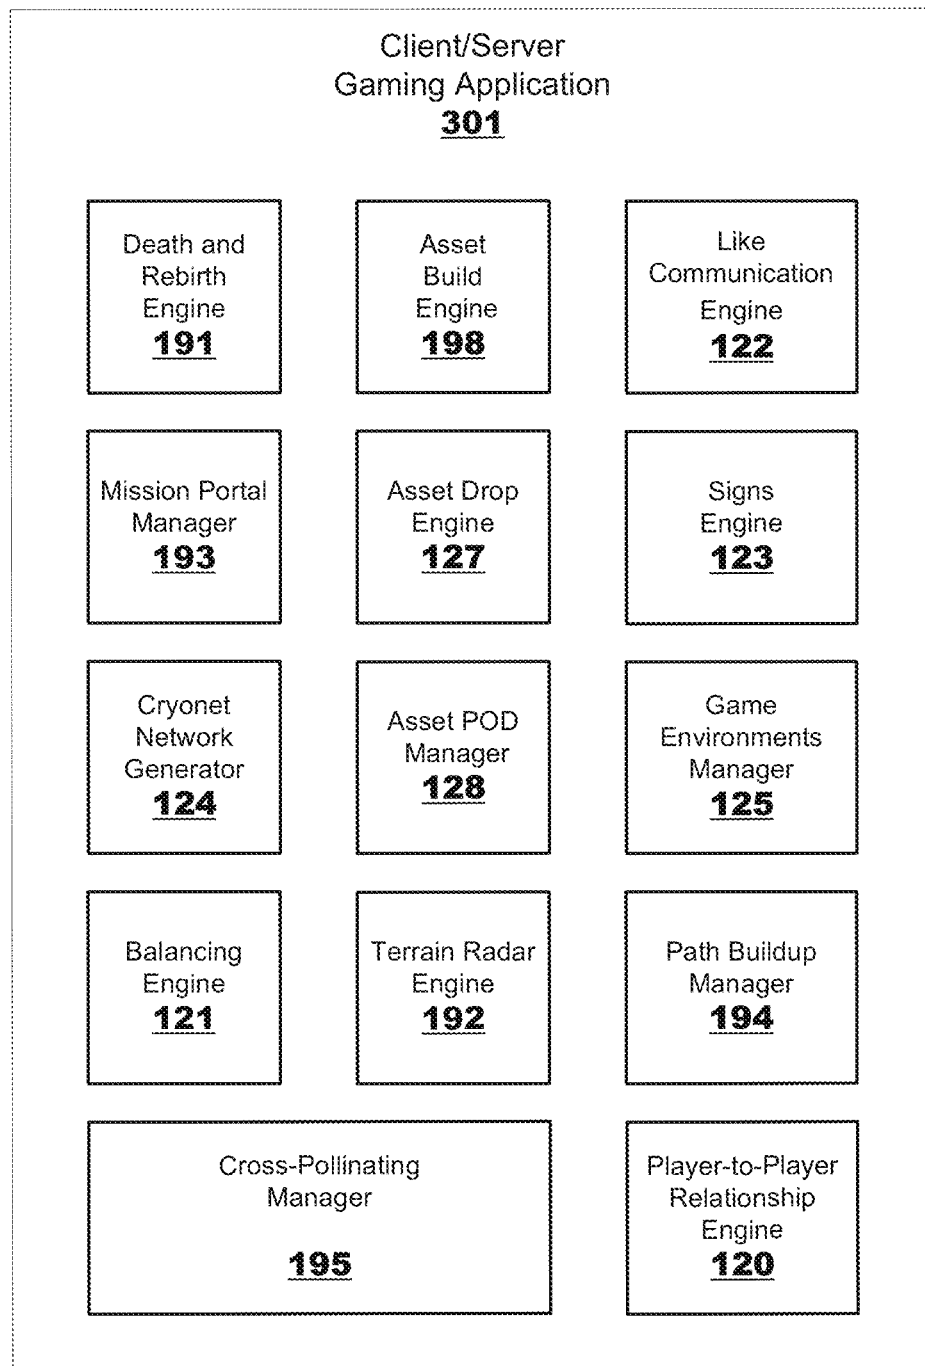 Client/Server
Gaming Application
301
Death and
Rebirth
Engine
191
Asset
Build
Engine
198
Like
Communication
Engine
122
Mission Portal
Manager
193
Asset Drop
Engine
127
Signs
Engine
123
Cryonet
Network
Generator
124
Asset POD
Manager
128
Game
Environments
Manager
125
Balancing
Engine
121
Terrain Radar
Engine
192
Path Buildup
Manager
194
Cross-Pollinating
Manager
195
Player-to-Player
Relationship
Engine
120